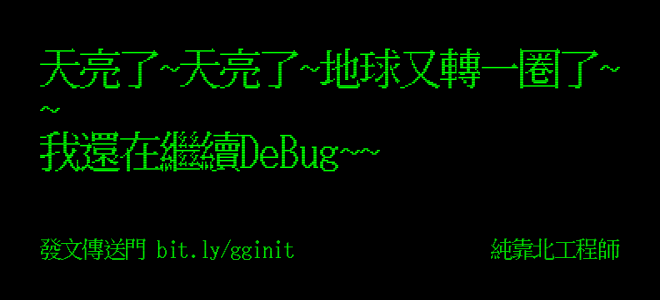 天亮了~天亮了~地球又轉一圈了~
~
我還在繼續DeBug~~
發文傳送門 bit.ly/gginit
純靠北工程師